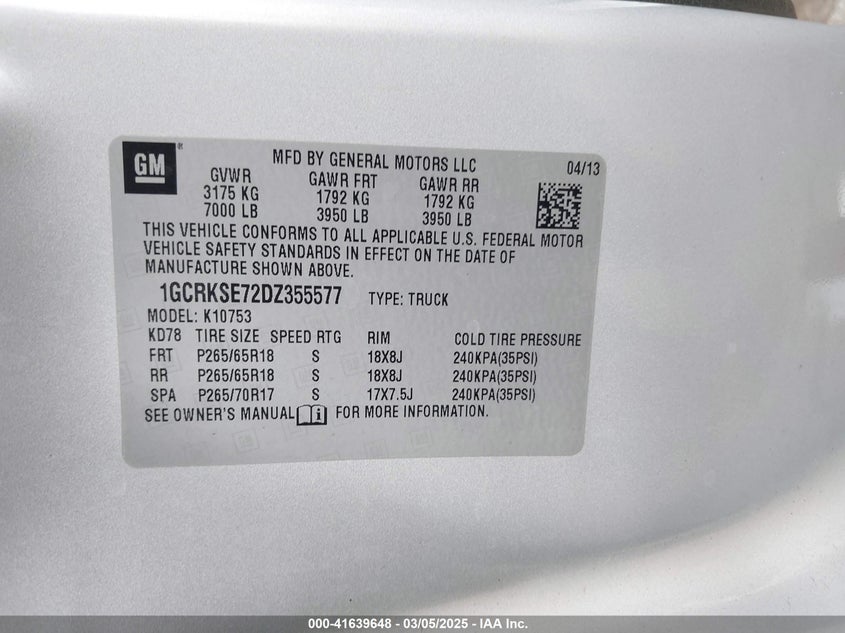 GM
MFD BY GENERAL MOTORS LLC 04/13
GVWR GAWR FRT GAWR RR
3175 KG 1792 KG 1792 KG
7000 LB 3950 LB 3950 LB
THIS VEHICLE CONFORMS TO ALL APPLICABLE U.S. FEDERAL MOTOR
VEHICLE SAFETY STANDARDS IN EFFECT ON THE DATE OF
MANUFACTURE SHOWN ABOVE.
1GCRKSE72DZ355577 TYPE: TRUCK
MODEL: K10753
KD78 TIRE SIZE SPEED RTG RIM COLD TIRE PRESSURE
FRT P265/65R18 S 18X8J 240KPA(35PSI)
RR P265/65R18 S 18X8J 240KPA(35PSI)
SPA P265/70R17 S 17X7.5J 240KPA(35PSI)
SEE OWNER'S MANUAL i FOR MORE INFORMATION.
000-41639648 - 03/05/2025 - IAA Inc.